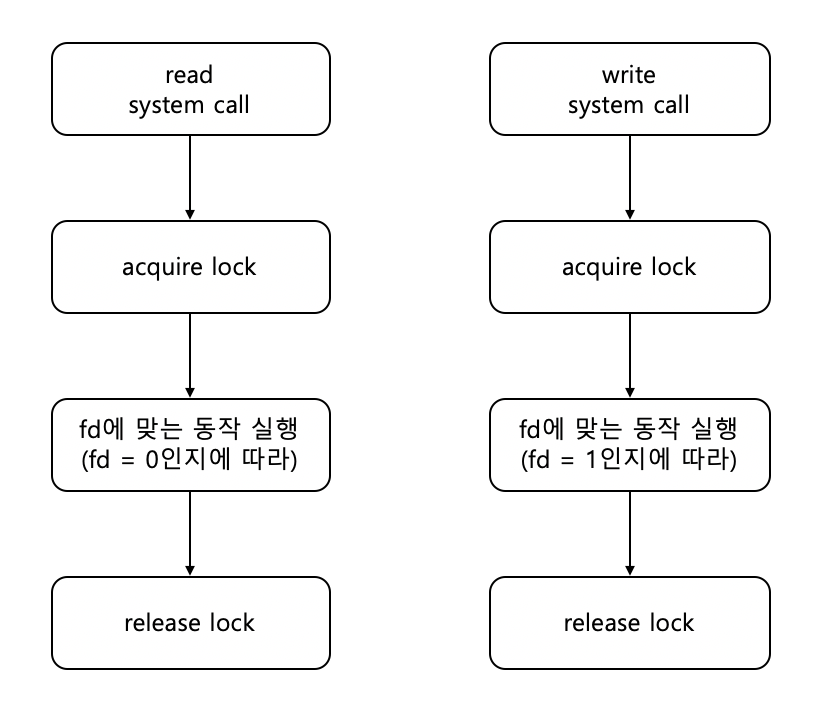 read
system call
acquire lock
fd에 맞는 동작 실행
(fd = 0인지에 따라)
release lock
write
system call
acquire lock
fd에 맞는 동작 실행
(fd = 1인지에 따라)
release lock